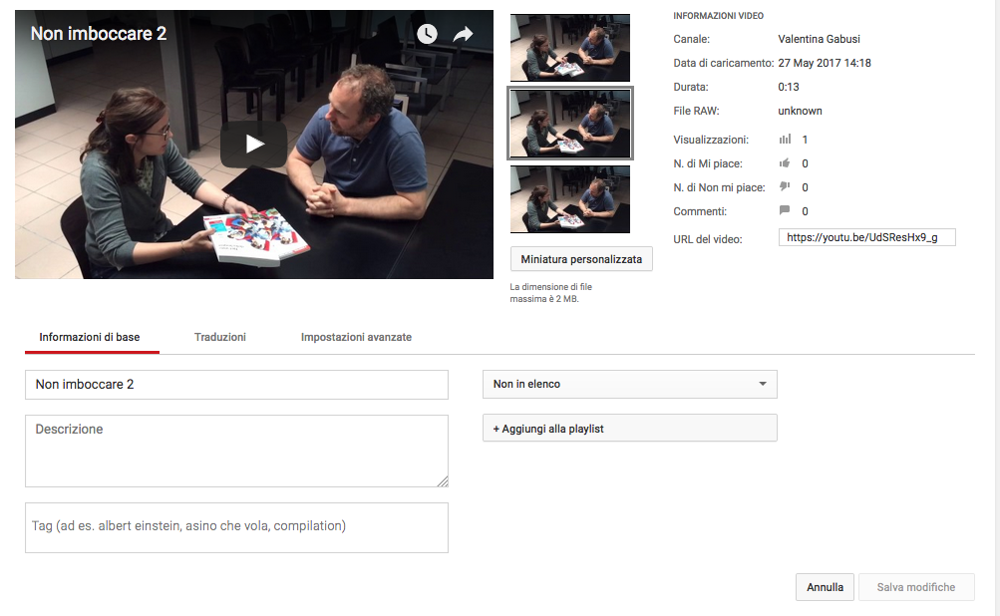 Non imboccare 2
INFORMAZIONI VIDEO
Canale: Valentina Gabusi
Data di caricamento: 27 May 2017 14:18
Durata: 0:13
File RAW: unknown
Visualizzazioni: 1
N. di Mi piace: 0
N. di Non mi piace: 0
Commenti: 0
URL del video: https://youtu.be/UdSResHx9_g
Miniatura personalizzata
La dimensione di file
massima è 2 MB.
Informazioni di base Traduzioni Impostazioni avanzate
Non imboccare 2
Non in elenco
Descrizione
+ Aggiungi alla playlist
Tag (ad es. albert einstein, asino che vola, compilation)
Annulla Salva modifiche